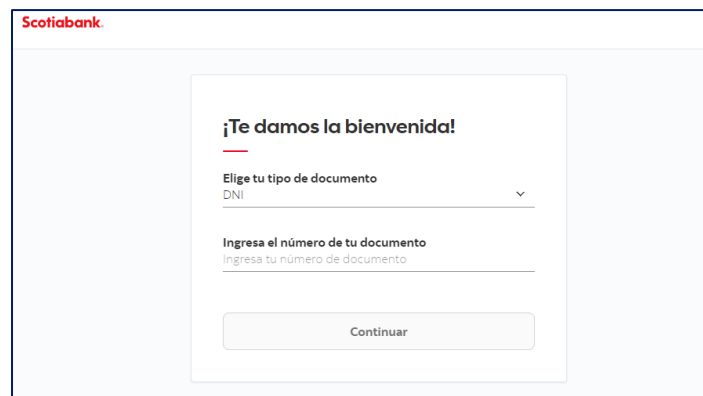 Scotiabank.
¡Te damos la bienvenida!
Elige tu tipo de documento
DNI
Ingresa el número de tu documento
Ingresa tu número de documento
Continuar